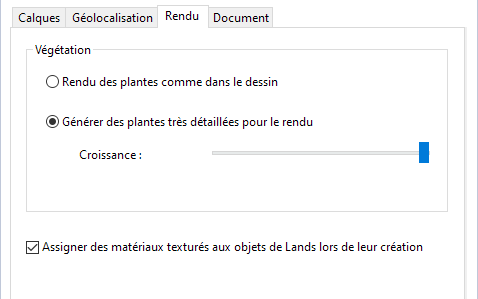 Calques Géolocalisation Rendu Document
Végétation
Rendu des plantes comme dans le dessin
Générer des plantes très détaillées pour le rendu
Croissance :
Assigner des matériaux texturés aux objets de Lands lors de leur création